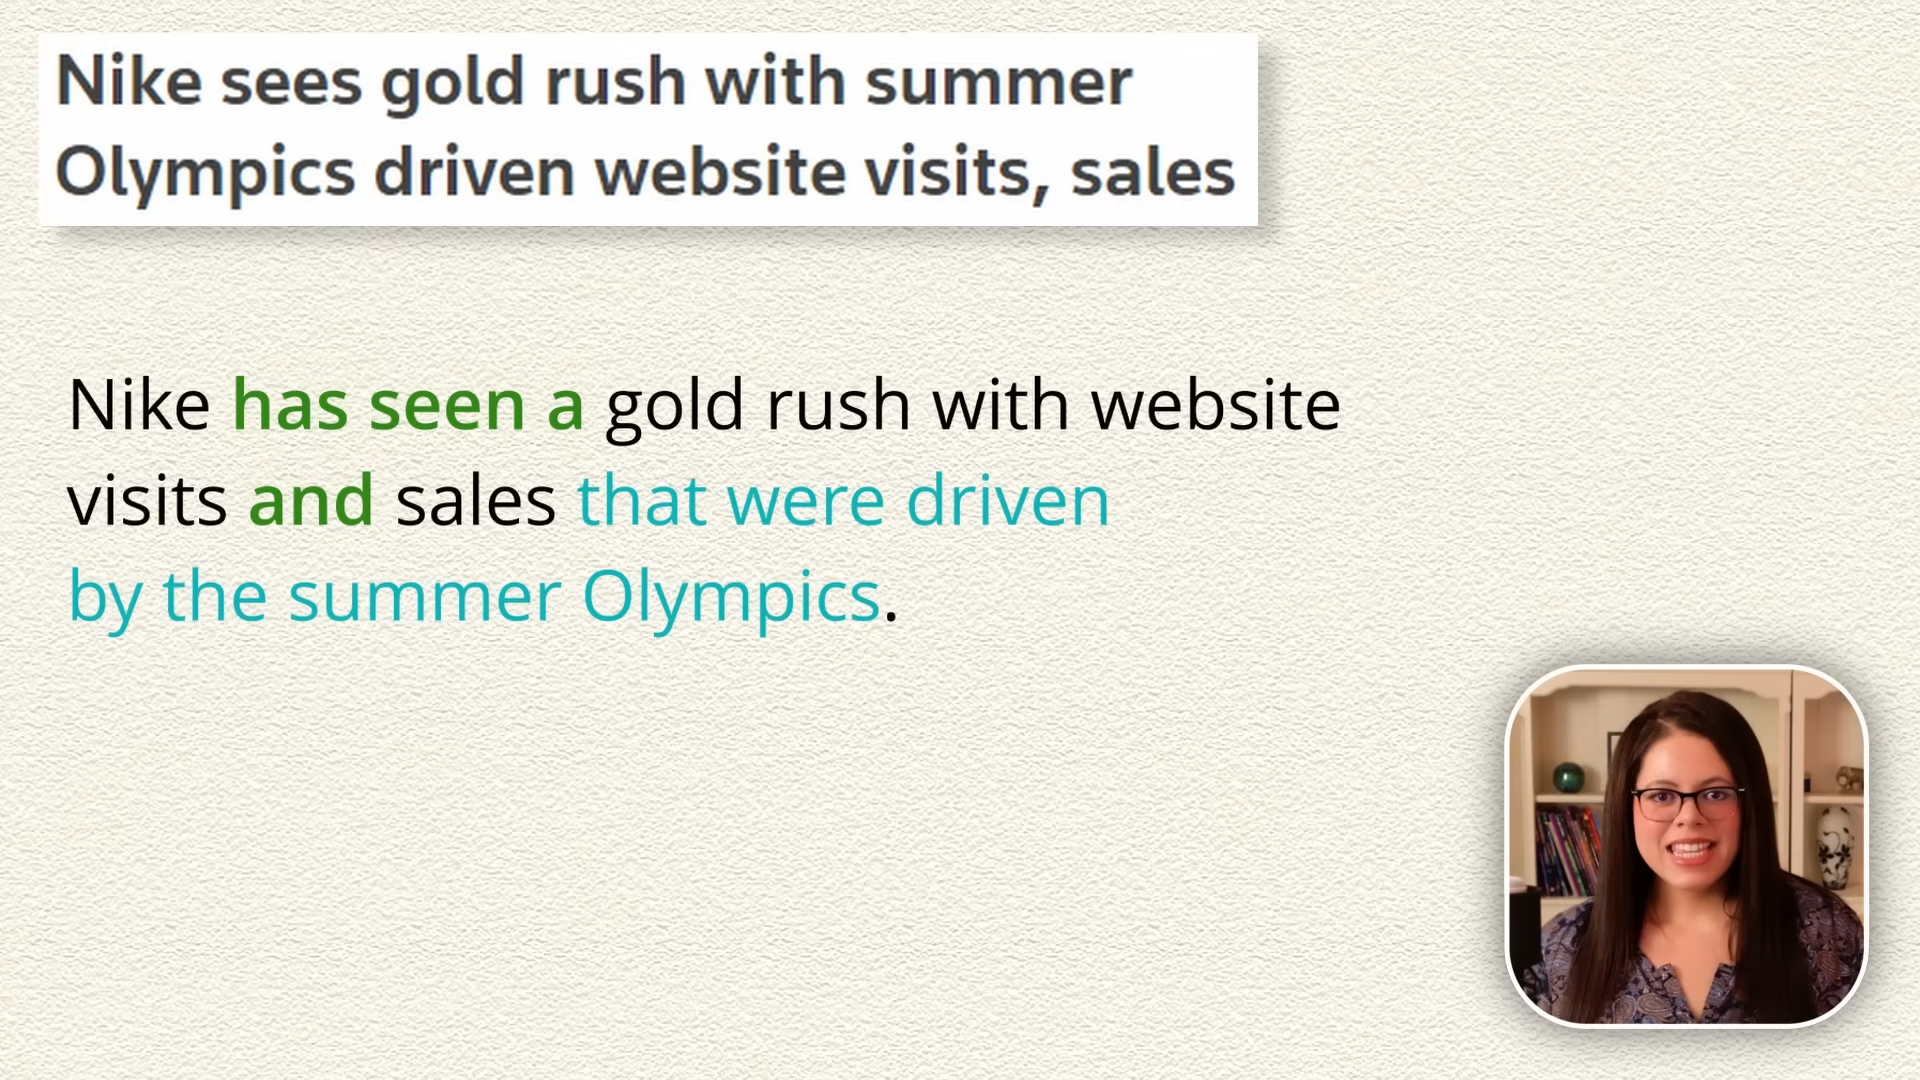 Nike sees gold rush with summer
Olympics driven website visits, sales
Nike has seen a gold rush with website
visits and sales that were driven
by the summer Olympics.